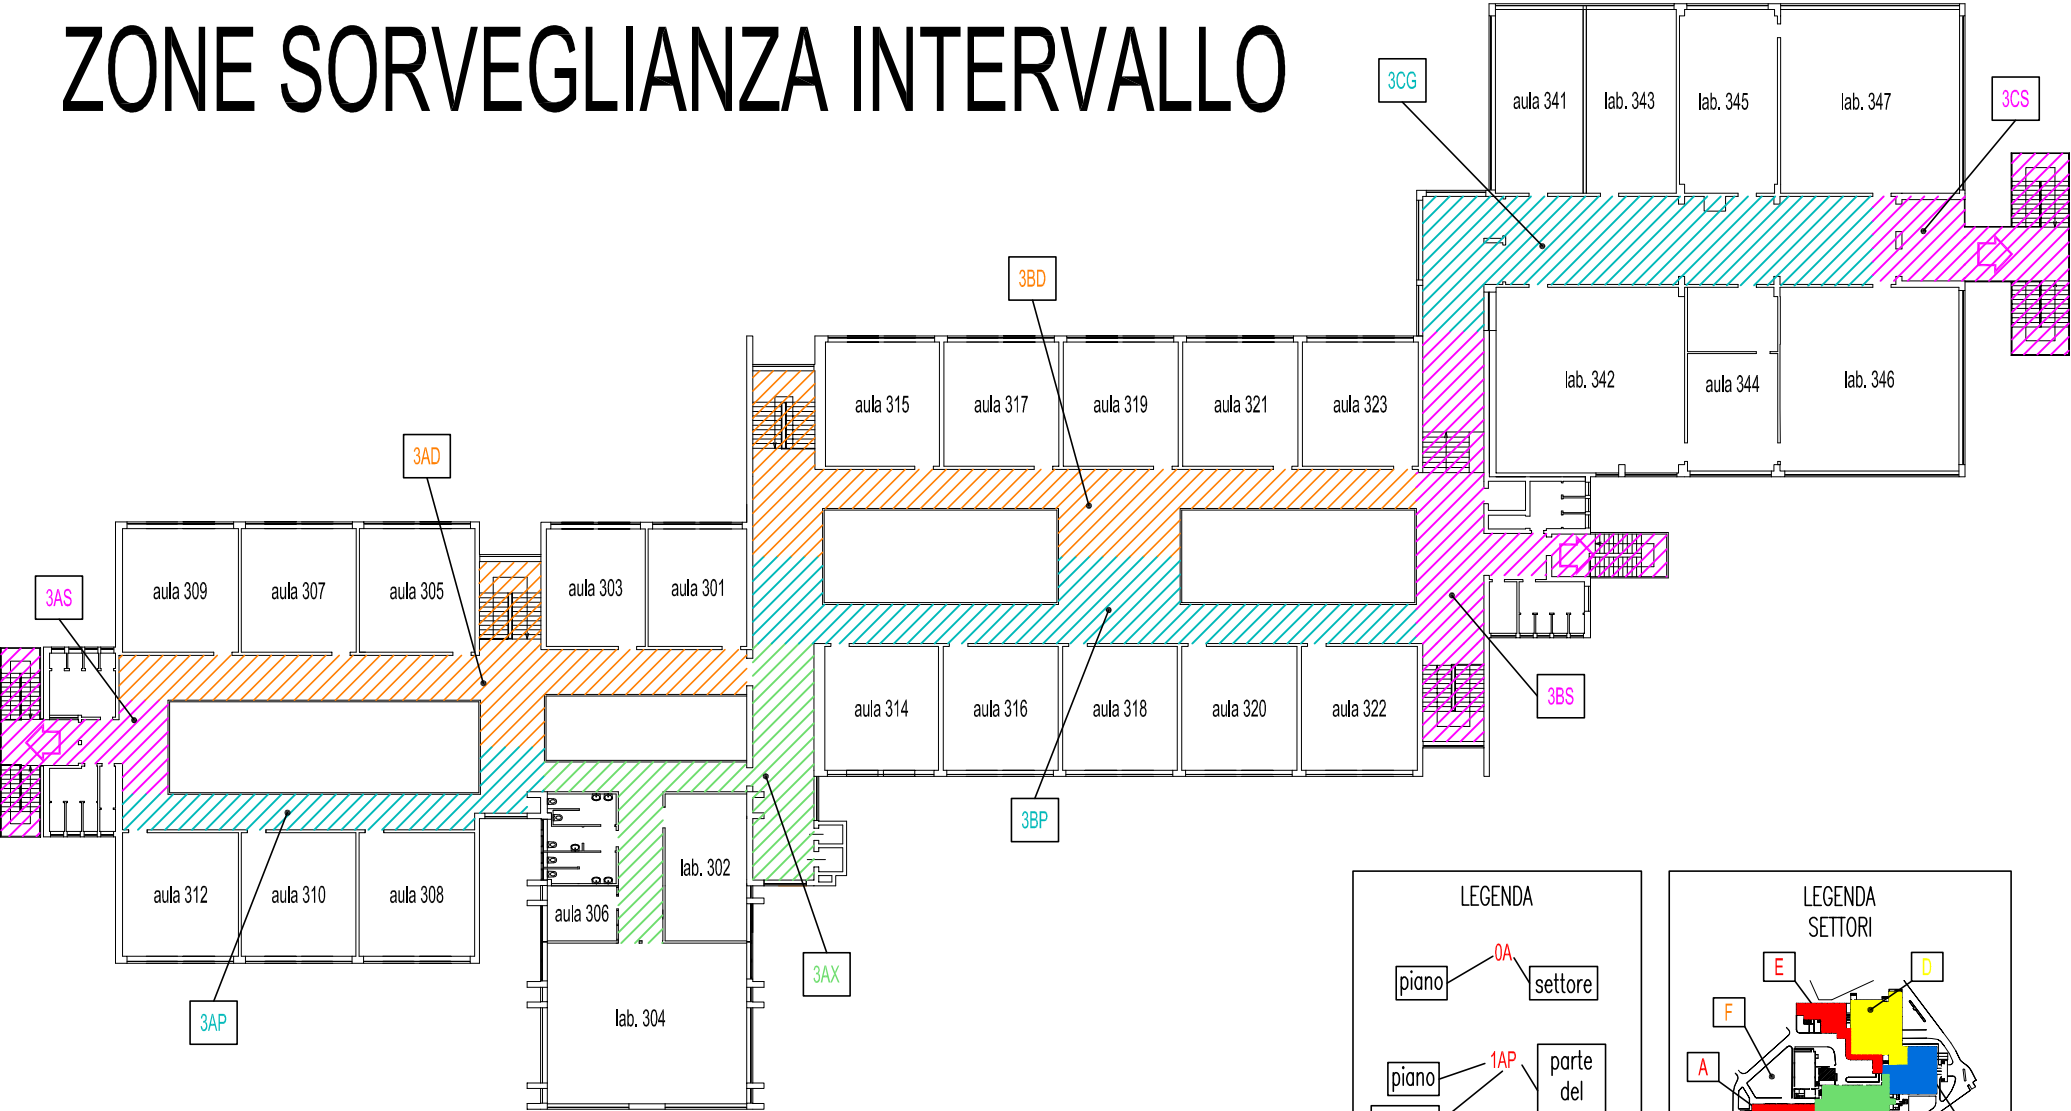 ZONE SORVEGLIANZA INTERVALLO
3CG
3CS
aula 341
lab. 343
lab. 345
lab. 347
3BD
lab. 342
aula 344
lab. 346
aula 315
aula 317
aula 319
aula 321
aula 323
3AD
3AS
aula 309
aula 307
aula 305
aula 303
aula 301
3BS
aula 314
aula 316
aula 318
aula 320
aula 322
3BP
aula 312
aula 310
aula 308
aula 306
lab. 302
3AX
3AP
lab. 304
LEGENDA
0A
piano
settore
1AP
piano
parte
del
LEGENDA
SETTORI
E
D
F
A